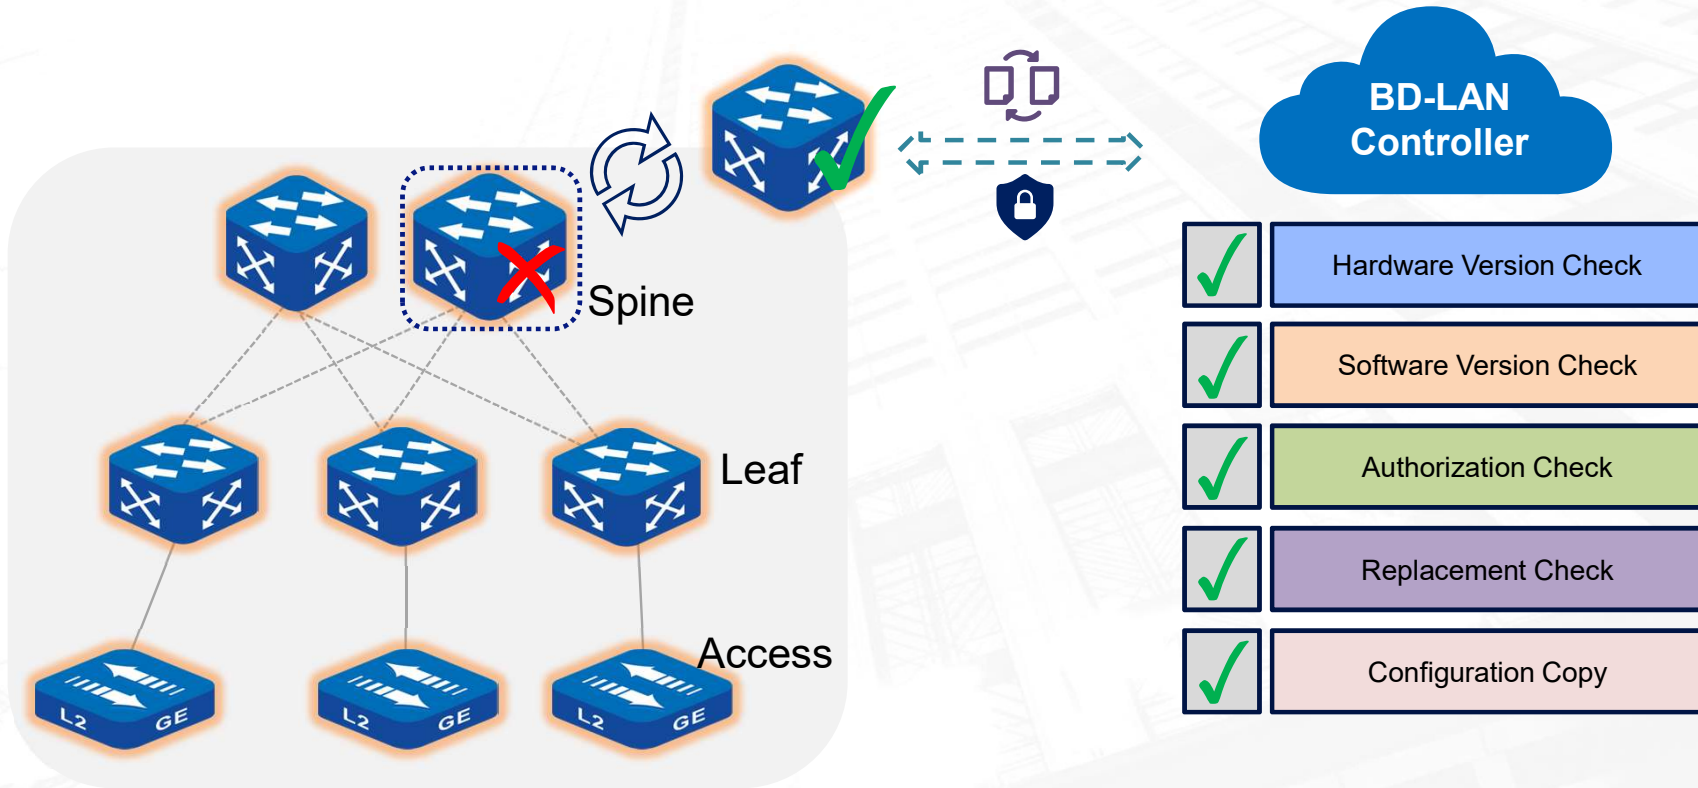 BD-LAN
Controller
Hardware Version Check
Spine
Software Version Check
Leaf
Authorization Check
Replacement Check
Access
Configuration Copy
L2 GE
L2 GE
L2 GE